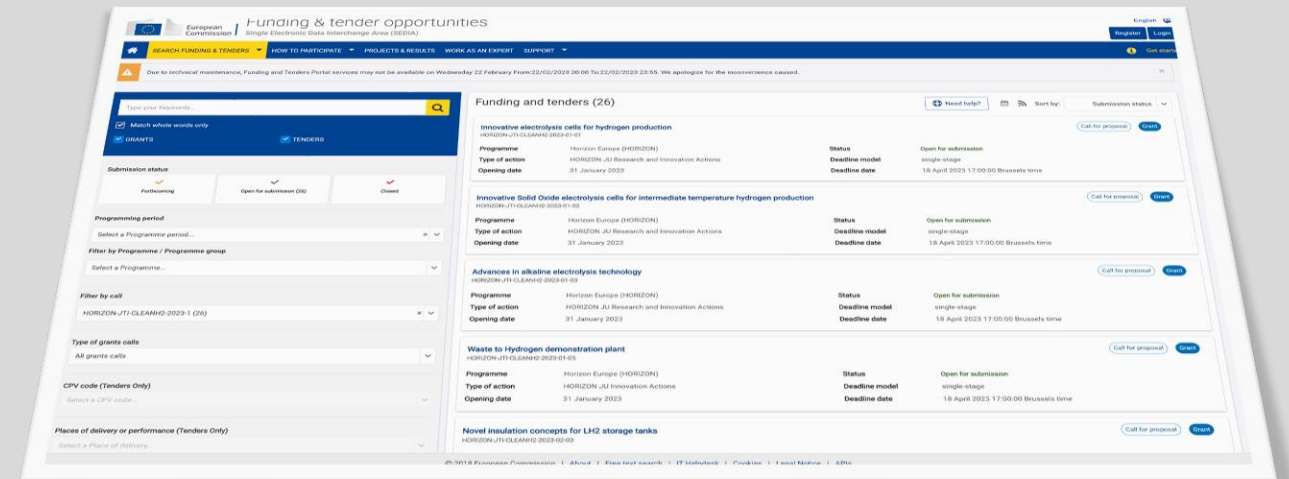 European Commission
Funding & tender opportunities
Single Electronic Data Interchange Area (SEDIA)
English
Register Login
SEARCH FUNDING & TENDERS HOW TO PARTICIPATE PROJECTS & RESULTS WORK AS AN EXPERT SUPPORT
Get starte
Due to technical maintenance, Funding and Tenders Portal services may not be available on Wednesday 22 February From:22/02/2023 20:00 To:22/02/2023 23:55. We apologize for the inconvenience caused.
Type your Keywords...
Match whole words only
GRANTS TENDERS
Submission status
Forthcoming Open for submission (26) Closed
Programming period
Select a Programme period...
Filter by Programme / Programme group
Select a Programme...
Filter by call
HORIZON-JTI-CLEANH2-2023-1 (26)
Type of grants calls
All grants calls
CPV code (Tenders Only)
Select a CPV code...
Places of delivery or performance (Tenders Only)
Select a Place of delivery...
Funding and tenders (26)
Need help? Sort by: Submission status
Innovative electrolysis cells for hydrogen production Call for proposal Grant
HORIZON-JTI-CLEANH2-2023-01-01
Programme Horizon Europe (HORIZON) Status Open for submission
Type of action HORIZON JU Research and Innovation Actions Deadline model single-stage
Opening date 31 January 2023 Deadline date 18 April 2023 17:00:00 Brussels time
Innovative Solid Oxide electrolysis cells for intermediate temperature hydrogen production Call for proposal Grant
HORIZON-JTI-CLEANH2-2023-01-02
Programme Horizon Europe (HORIZON) Status Open for submission
Type of action HORIZON JU Research and Innovation Actions Deadline model single-stage
Opening date 31 January 2023 Deadline date 18 April 2023 17:00:00 Brussels time
Advances in alkaline electrolysis technology Call for proposal Grant
HORIZON-JTI-CLEANH2-2023-01-03
Programme Horizon Europe (HORIZON) Status Open for submission
Type of action HORIZON JU Research and Innovation Actions Deadline model single-stage
Opening date 31 January 2023 Deadline date 18 April 2023 17:00:00 Brussels time
Waste to Hydrogen demonstration plant Call for proposal Grant
HORIZON-JTI-CLEANH2-2023-01-05
Programme Horizon Europe (HORIZON) Status Open for submission
Type of action HORIZON JU Innovation Actions Deadline model single-stage
Opening date 31 January 2023 Deadline date 18 April 2023 17:00:00 Brussels time
Novel insulation concepts for LH2 storage tanks Call for proposal Grant
HORIZON-JTI-CLEANH2-2023-02-03
© 2018 European Commission | About | Free text search | IT Helpdesk | Cookies | Legal Notice | APIs